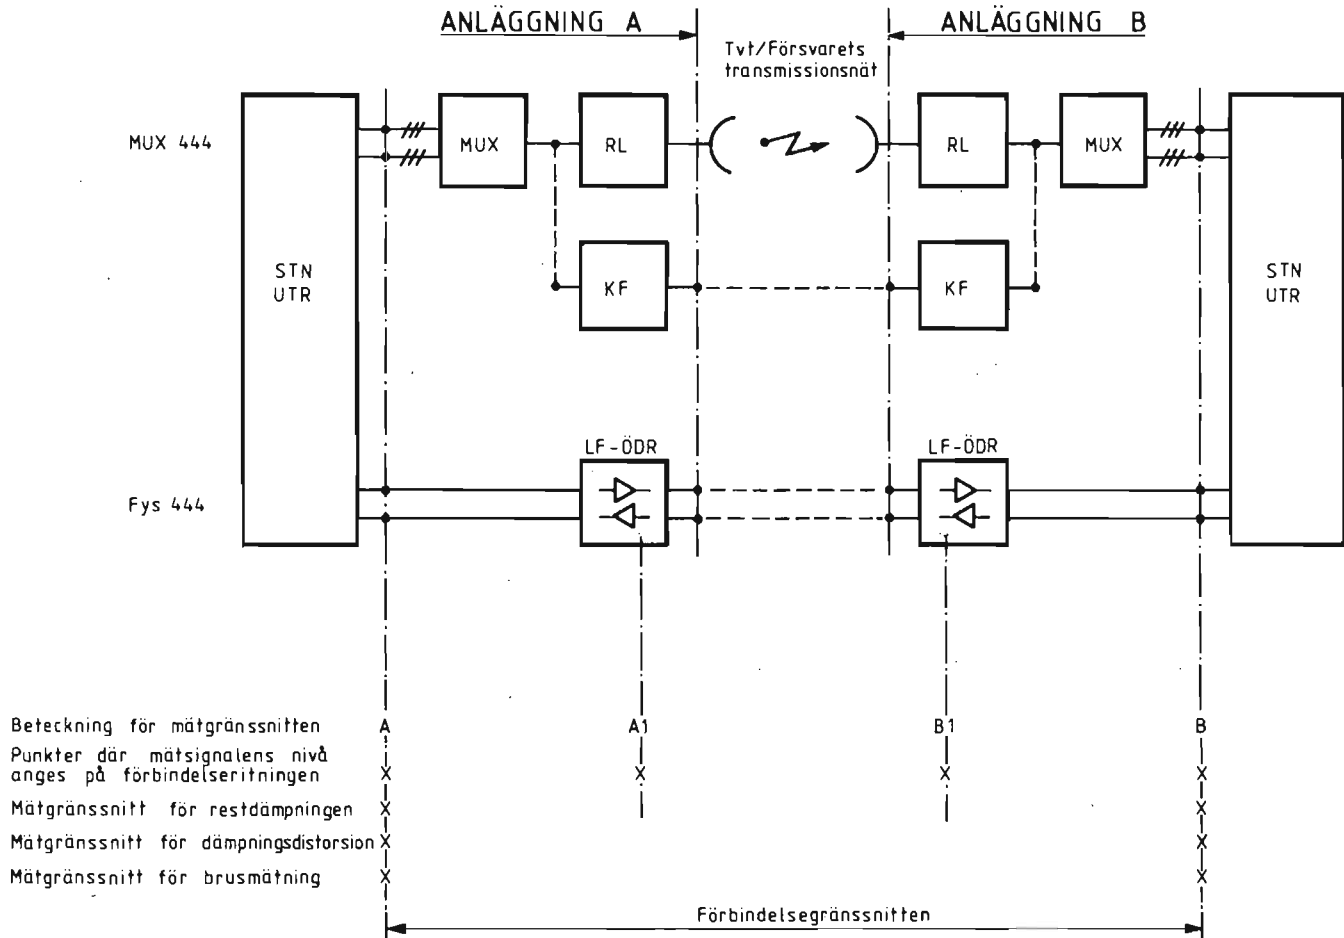 ANLÄGGNING A
ANLÄGGNING B
Tvt/Försvarets
transmissionsnät
MUX 444
MUX
RL
RL
MUX
STN
UTR
KF
KF
STN
UTR
LF-ÖDR
LF-ÖDR
Fys 444
Beteckning för mätgränssnitten A A1 B1 B
Punkter där mätsignalens nivå
anges på förbindelseritningen X X X X
Mätgränssnitt för restdämpningen X X
Mätgränssnitt för dämpningsdistorsion X X
Mätgränssnitt för brusmätning X X
Förbindelsegränssnitten